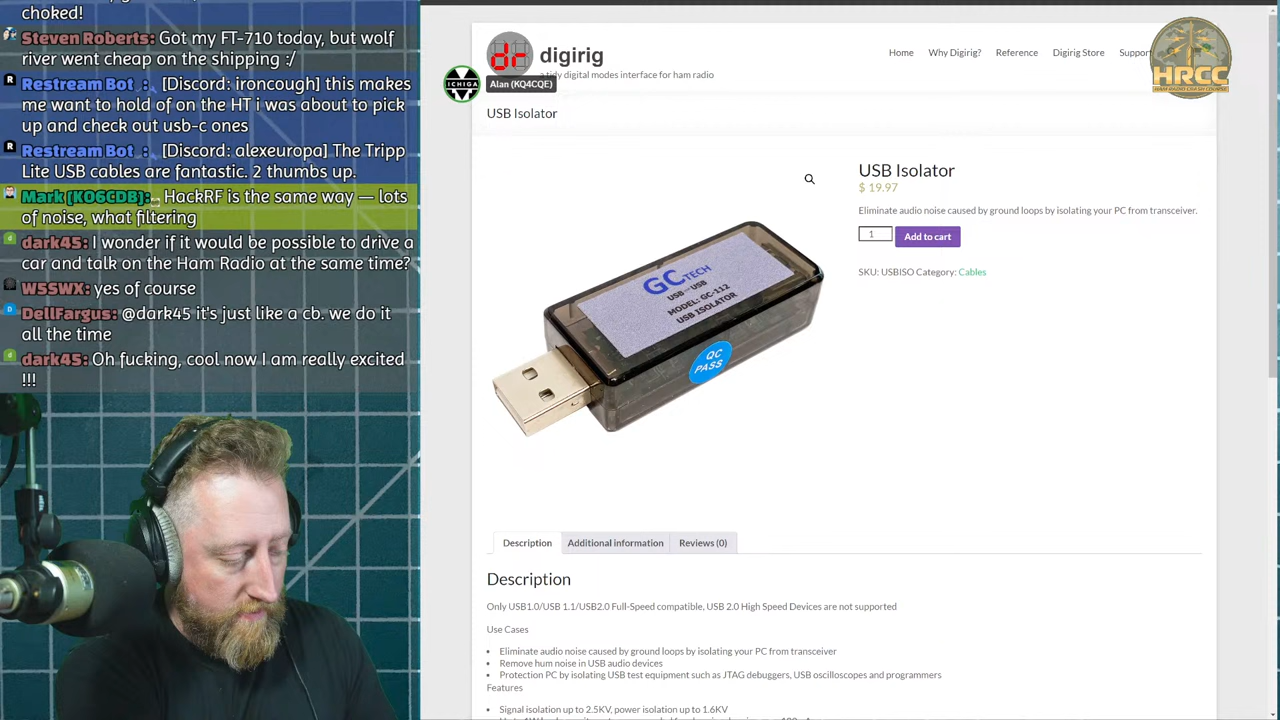 choked!
Steven Roberts: Got my FT-710 today, but wolf
river went cheap on the shipping :/
RestreamBot : [Discord: ironcough] this makes
me want to hold of on the HT i was about to pick
up and check out usb-c ones
RestreamBot : [Discord: alexeuropa] The Tripp
Lite USB cables are fantastic. 2 thumbs up.
Mark [KO6CDB]: HackRF is the same way — lots
of noise, what filtering
dark45: I wonder if it would be possible to drive a
car and talk on the Ham Radio at the same time?
W5SWX: yes of course
DellFargus: @dark45 it's just like a cb. we do it
all the time
dark45: Oh fucking, cool now I am really excited
!!!
dr
digirig
a tidy digital modes interface for ham radio
ICHIGA
Alan (KQ4CQE)
Home
Why Digirig?
Reference
Digirig Store
Support
HRCC
HAM RADIO CRASH COURSE
USB Isolator
GC TECH
USB---USB
MODEL: GC-112
USB ISOLATOR
QC
PASS
USB Isolator
$ 19.97
Eliminate audio noise caused by ground loops by isolating your PC from transceiver.
1
Add to cart
SKU: USBISO Category: Cables
Description
Additional information
Reviews (0)
Description
Only USB1.0/USB 1.1/USB2.0 Full-Speed compatible, USB 2.0 High Speed Devices are not supported
Use Cases
• Eliminate audio noise caused by ground loops by isolating your PC from transceiver
• Remove hum noise in USB audio devices
• Protection PC by isolating USB test equipment such as JTAG debuggers, USB oscilloscopes and programmers
Features
• Signal isolation up to 2.5KV, power isolation up to 1.6KV